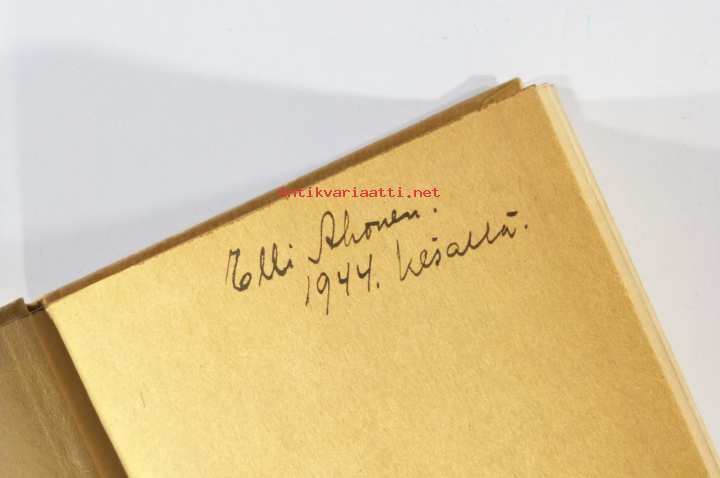 Antikvariaatti.net
Elli Ahonen.
1944. kesällä.